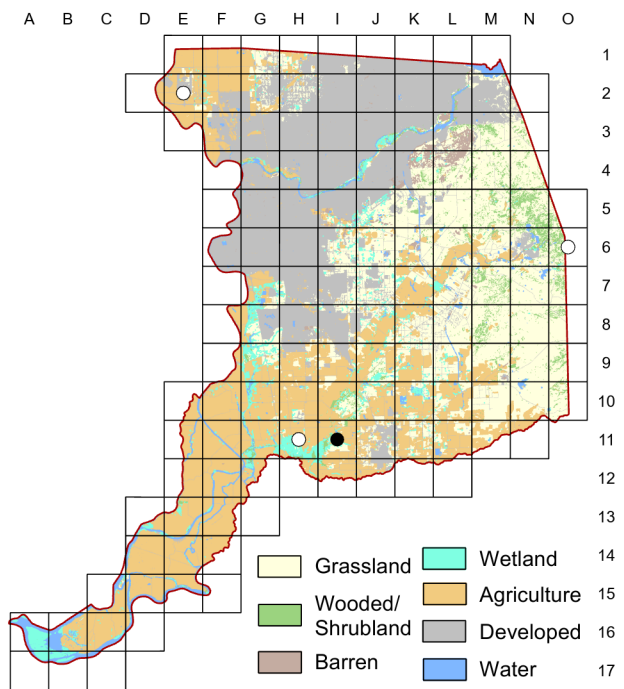 A B C D E F G H I J K L M N O
1
2
3
4
5
6
7
8
9
10
11
12
13
14
15
16
17
Grassland
Wooded/
Shrubland
Barren
Wetland
Agriculture
Developed
Water